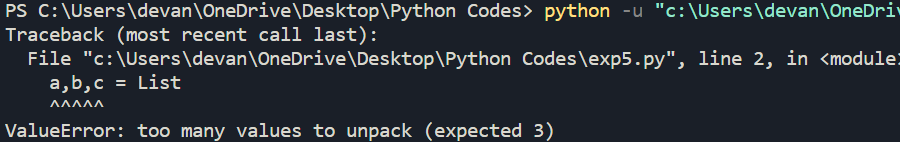 PS C:\Users\devan\OneDrive\Desktop\Python Codes> python -u "c:\Users\devan\OneDriv
Traceback (most recent call last):
  File "c:\Users\devan\OneDrive\Desktop\Python Codes\exp5.py", line 2, in <module>
    a,b,c = List
    ^^^^^
ValueError: too many values to unpack (expected 3)